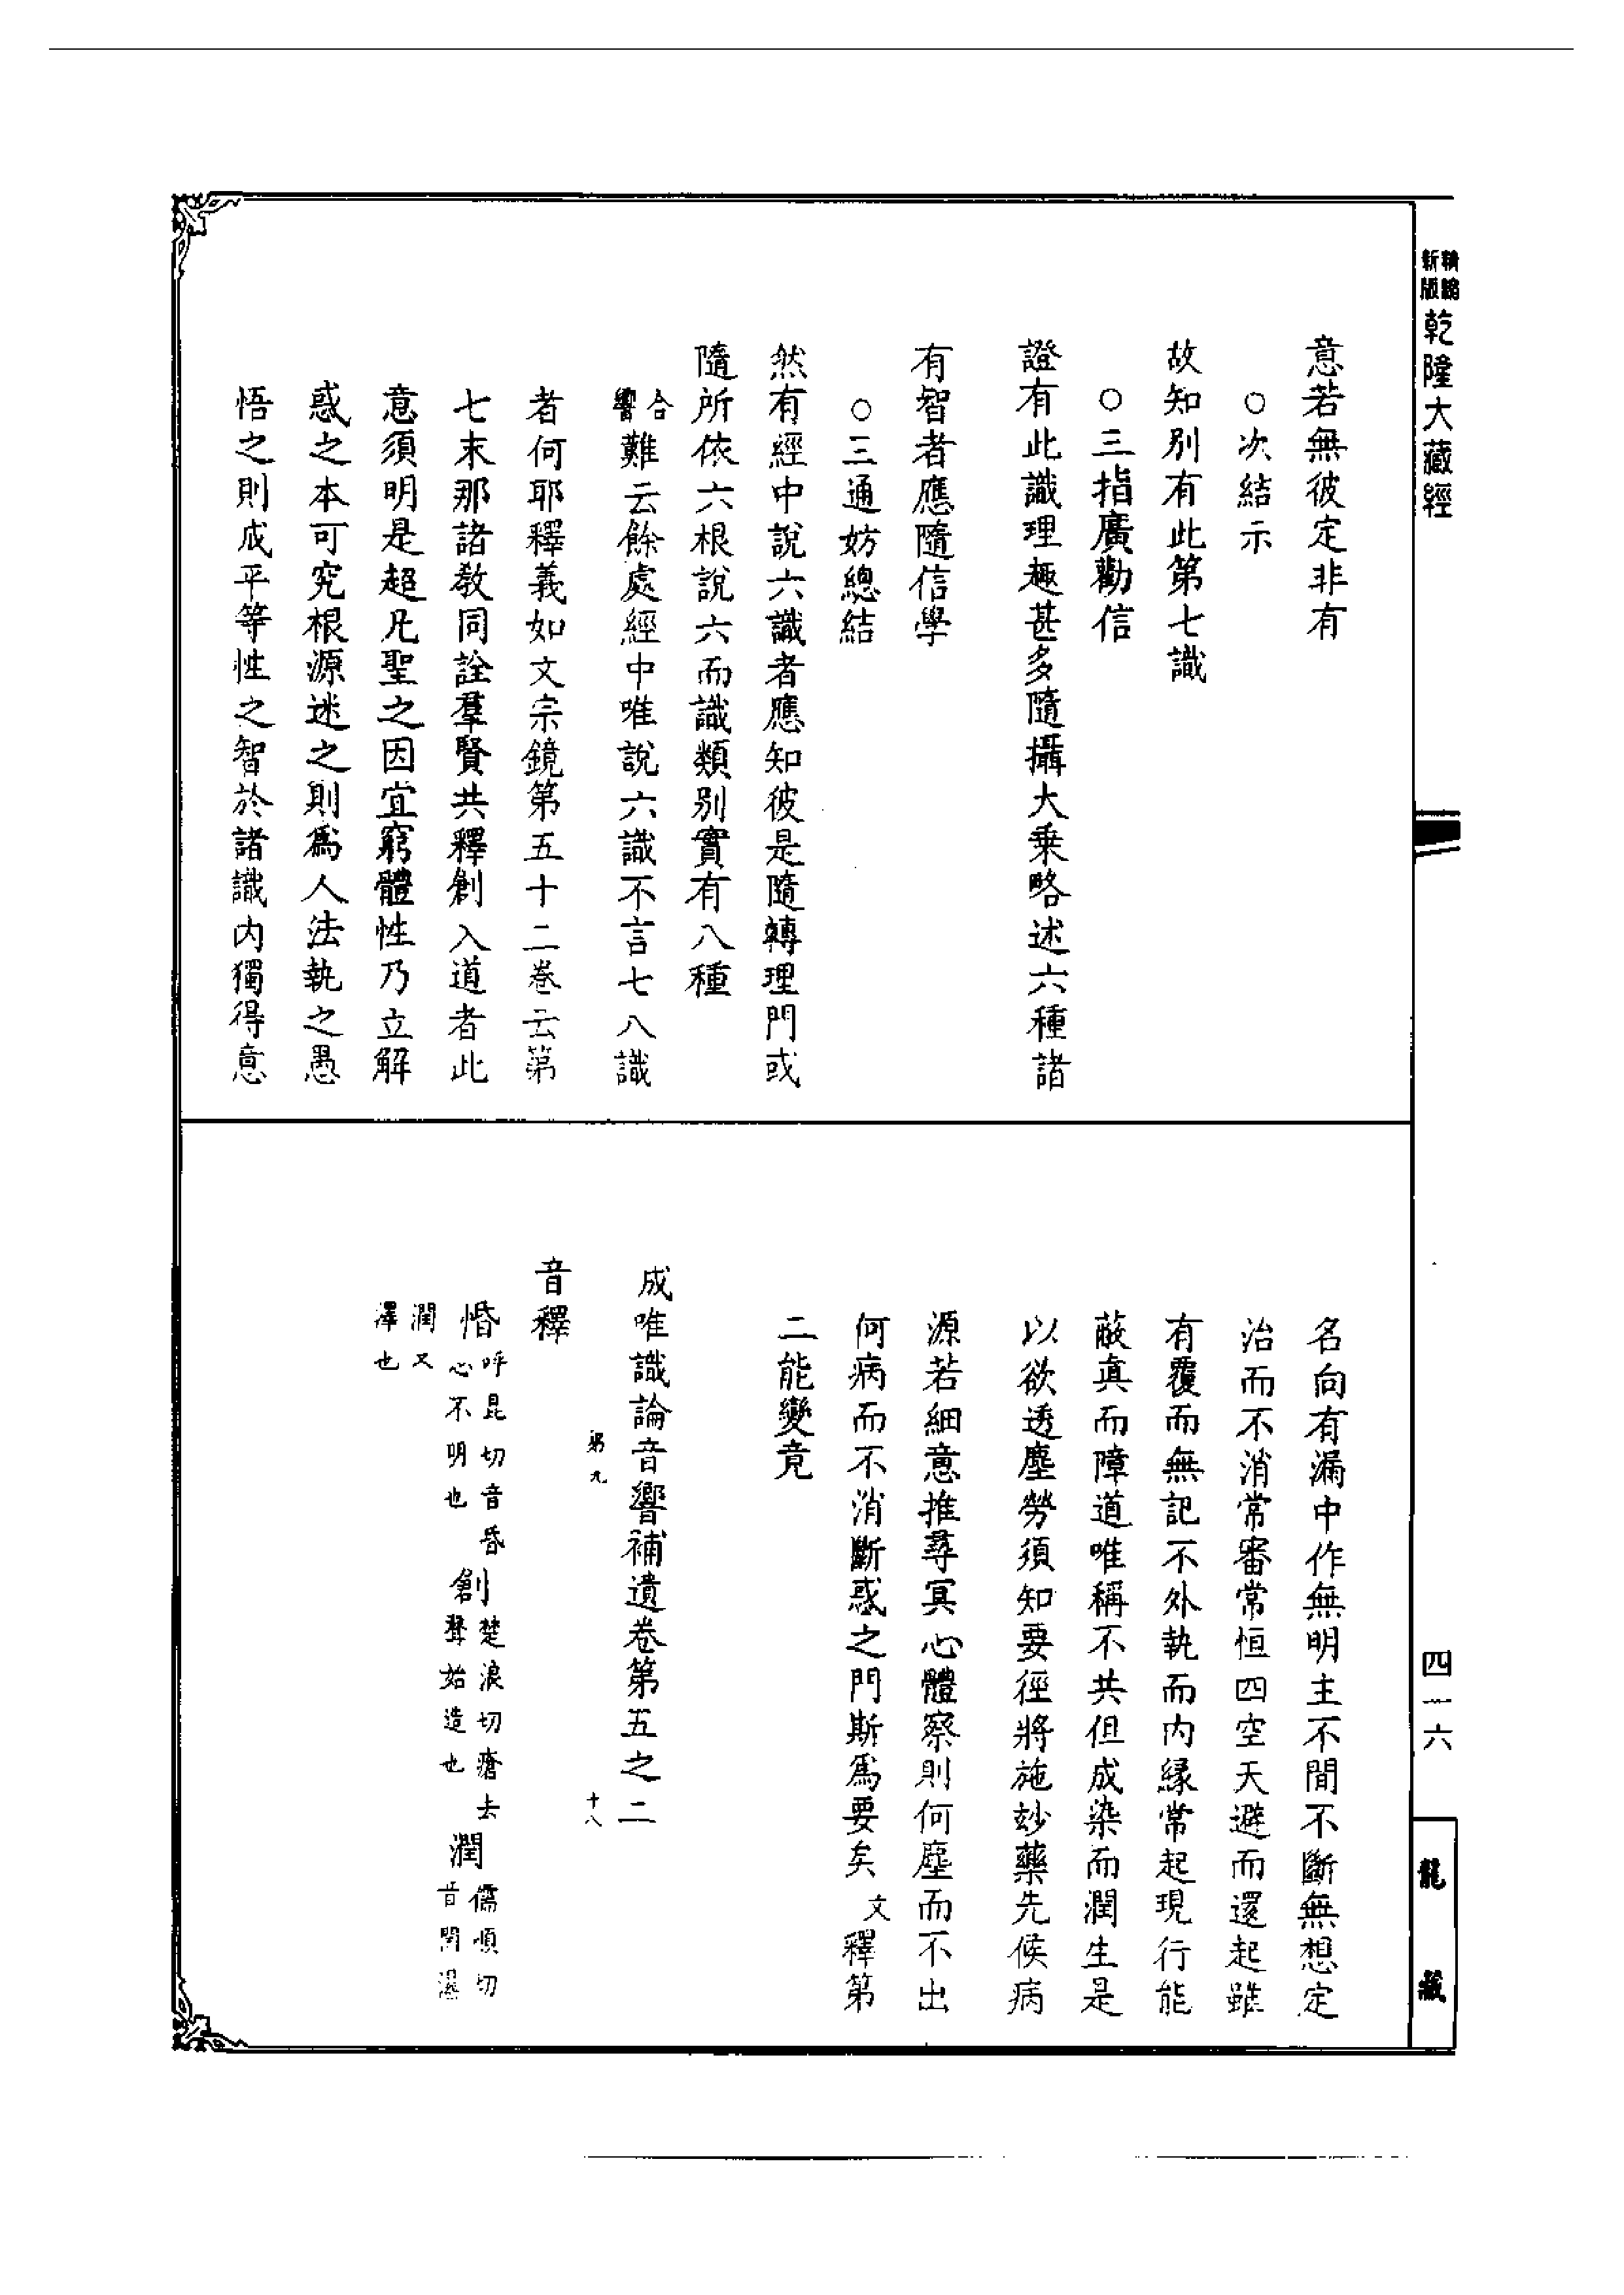 新版
精縮
乾隆大藏經
四一六
龍藏
意若無彼定非有
○次結示
故知別有此第七識
○三指廣勸信
證有此識理趣甚多隨攝大乗略述六種諸
有智者應隨信學
○三通妨總結
然有經中說六識者應知彼是隨轉理門或
隨所依六根說六而識類別實有八種
合響難云餘處經中唯說六識不言七八識
者何耶釋義如文宗鏡第五十二卷云第
七末那諸教同詮羣賢共釋創入道者此
意須明是超凡聖之因宜窮體性乃立解
惑之本可究根源迷之則爲人法執之愚
悟之則成平等性之智於諸識內獨得意
名向有漏中作無明主不間不斷無想定
治而不消常審常恒四空天避而還起雖
有覆而無記不外執而內緣常起現行能
蔽真而障道唯稱不共但成染而潤生是
以欲透塵勞須知要徑將施妙藥先候病
源若細意推尋冥心體察則何塵而不出
何病而不消斷惑之門斯爲要矣文釋第
二能變竟
成唯識論音響補遺卷第五之二
第九
十八
音釋
惛呼昆切音昏心不明也創楚浪切瘡去聲始造也潤儒順切音閏濕
潤又澤也